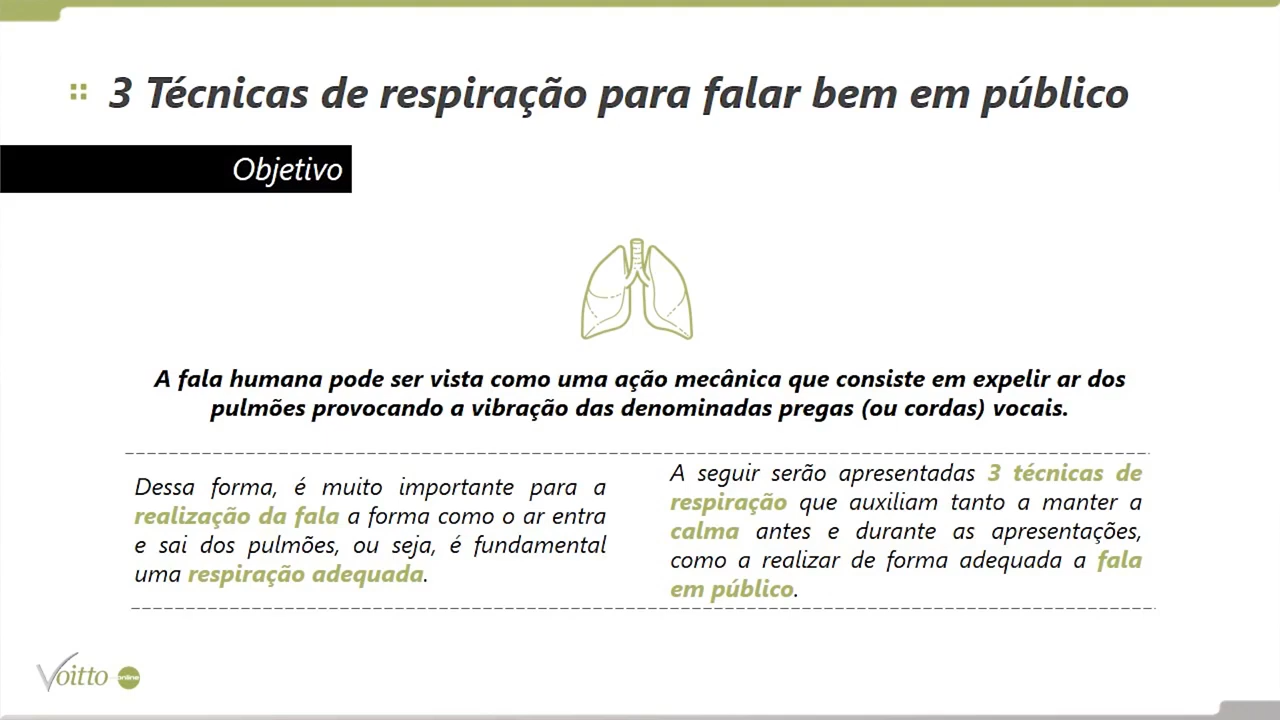 3 Técnicas de respiração para falar bem em público
Objetivo
A fala humana pode ser vista como uma ação mecânica que consiste em expelir ar dos
pulmões provocando a vibração das denominadas pregas (ou cordas) vocais.
Dessa forma, é muito importante para a
realização da fala a forma como o ar entra
e sai dos pulmões, ou seja, é fundamental
uma respiração adequada.
A seguir serão apresentadas 3 técnicas de
respiração que auxiliam tanto a manter a
calma antes e durante as apresentações,
como a realizar de forma adequada a fala
em público.
Voitto online